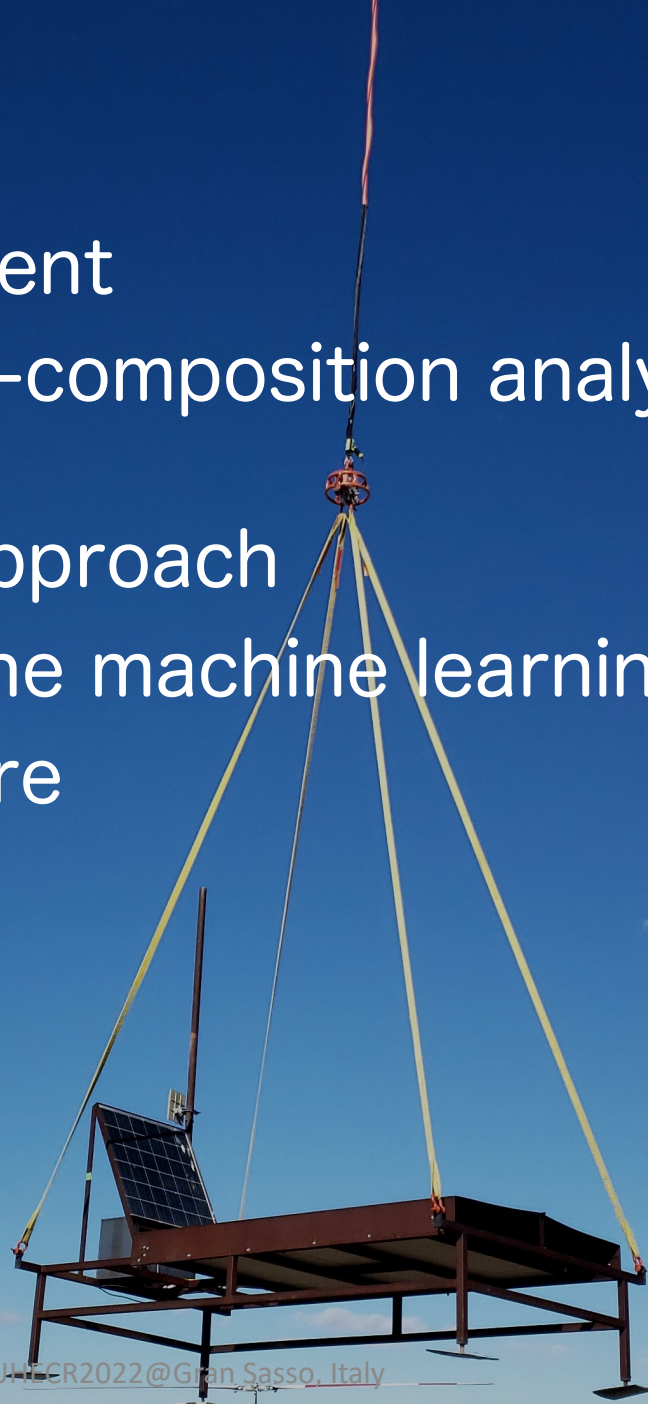 ent
-composition analy
pproach
ne machine learnin
re
UHECR2022@Gran Sasso, Italy